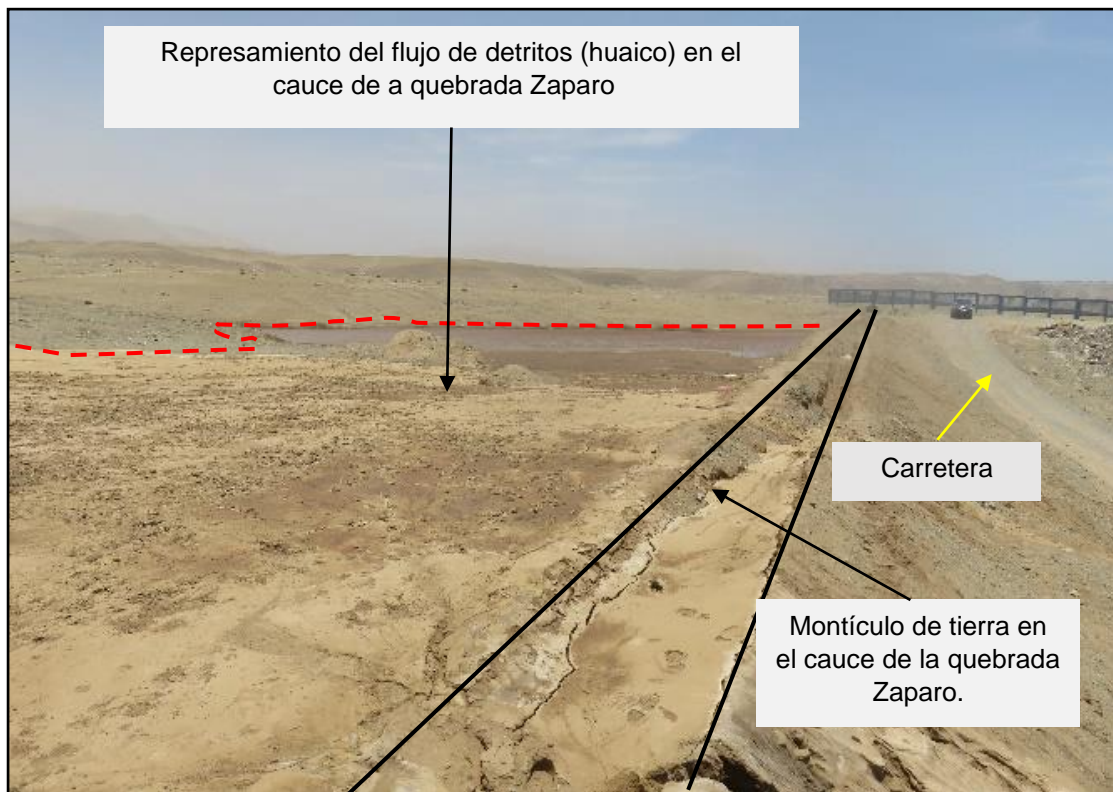 Represamiento del flujo de detritos (huaico) en el
cauce de a quebrada Zaparo
Carretera
Montículo de tierra en
el cauce de la quebrada
Zaparo.